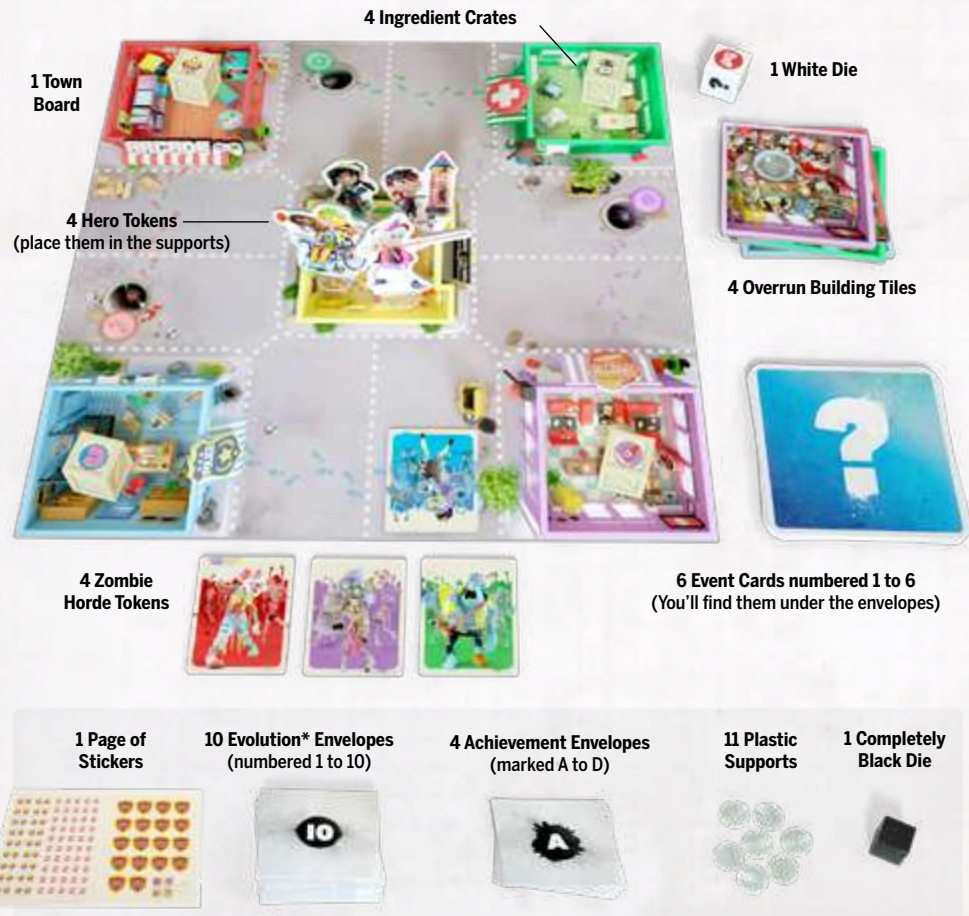 4 Ingredient Crates
1 Town
Board
1 White Die
?
4 Hero Tokens
(place them in the supports)
4 Overrun Building Tiles
?
4 Zombie
Horde Tokens
6 Event Cards numbered 1 to 6
(You'll find them under the envelopes)
1 Page of
Stickers
10 Evolution* Envelopes
(numbered 1 to 10)
4 Achievement Envelopes
(marked A to D)
11 Plastic
Supports
1 Completely
Black Die
10
A